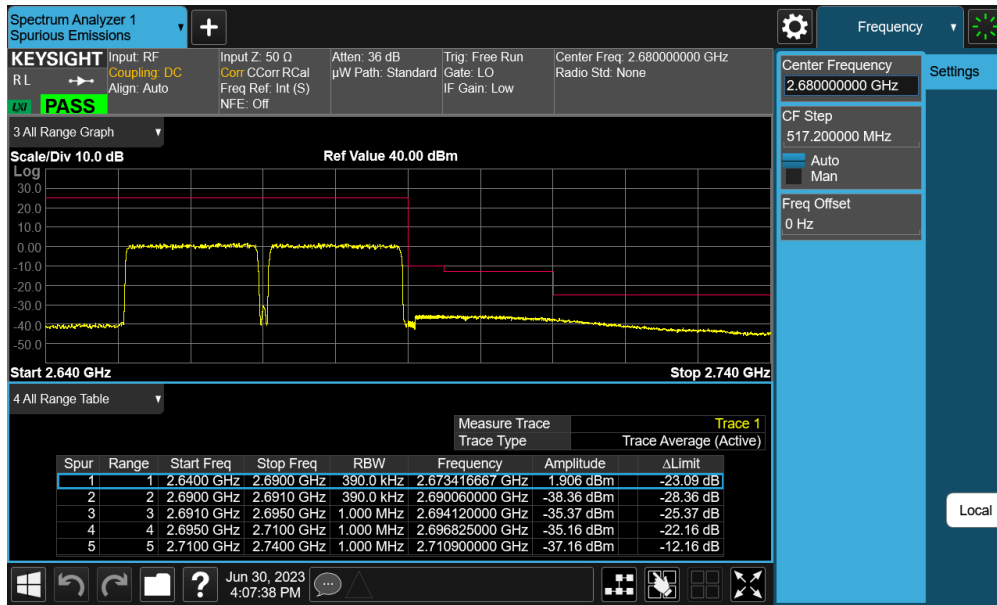 Spectrum Analyzer 1
Spurious Emissions
+
Frequency
KEYSIGHT
R L
LXI
PASS
Input: RF
Coupling: DC
Align: Auto
Input Z: 50 Ω
Corr CCorr RCal
Freq Ref: Int (S)
NFE: Off
Atten: 36 dB
µW Path: Standard
Trig: Free Run
Gate: LO
IF Gain: Low
Center Freq: 2.680000000 GHz
Radio Std: None
Center Frequency
2.680000000 GHz
Settings
CF Step
517.200000 MHz
Auto
Man
Freq Offset
0 Hz
3 All Range Graph
Scale/Div 10.0 dB
Ref Value 40.00 dBm
Log
30.0
20.0
10.0
0.00
-10.0
-20.0
-30.0
-40.0
-50.0
Start 2.640 GHz
Stop 2.740 GHz
4 All Range Table
Measure Trace Trace 1
Trace Type Trace Average (Active)
Spur Range Start Freq Stop Freq RBW Frequency Amplitude ΔLimit
1 1 2.6400 GHz 2.6900 GHz 390.0 kHz 2.673416667 GHz 1.906 dBm -23.09 dB
2 2 2.6900 GHz 2.6910 GHz 390.0 kHz 2.690060000 GHz -38.36 dBm -28.36 dB
3 3 2.6910 GHz 2.6950 GHz 1.000 MHz 2.694120000 GHz -35.37 dBm -25.37 dB
4 4 2.6950 GHz 2.7100 GHz 1.000 MHz 2.696825000 GHz -35.16 dBm -22.16 dB
5 5 2.7100 GHz 2.7400 GHz 1.000 MHz 2.710900000 GHz -37.16 dBm -12.16 dB
Local
?
Jun 30, 2023
4:07:38 PM